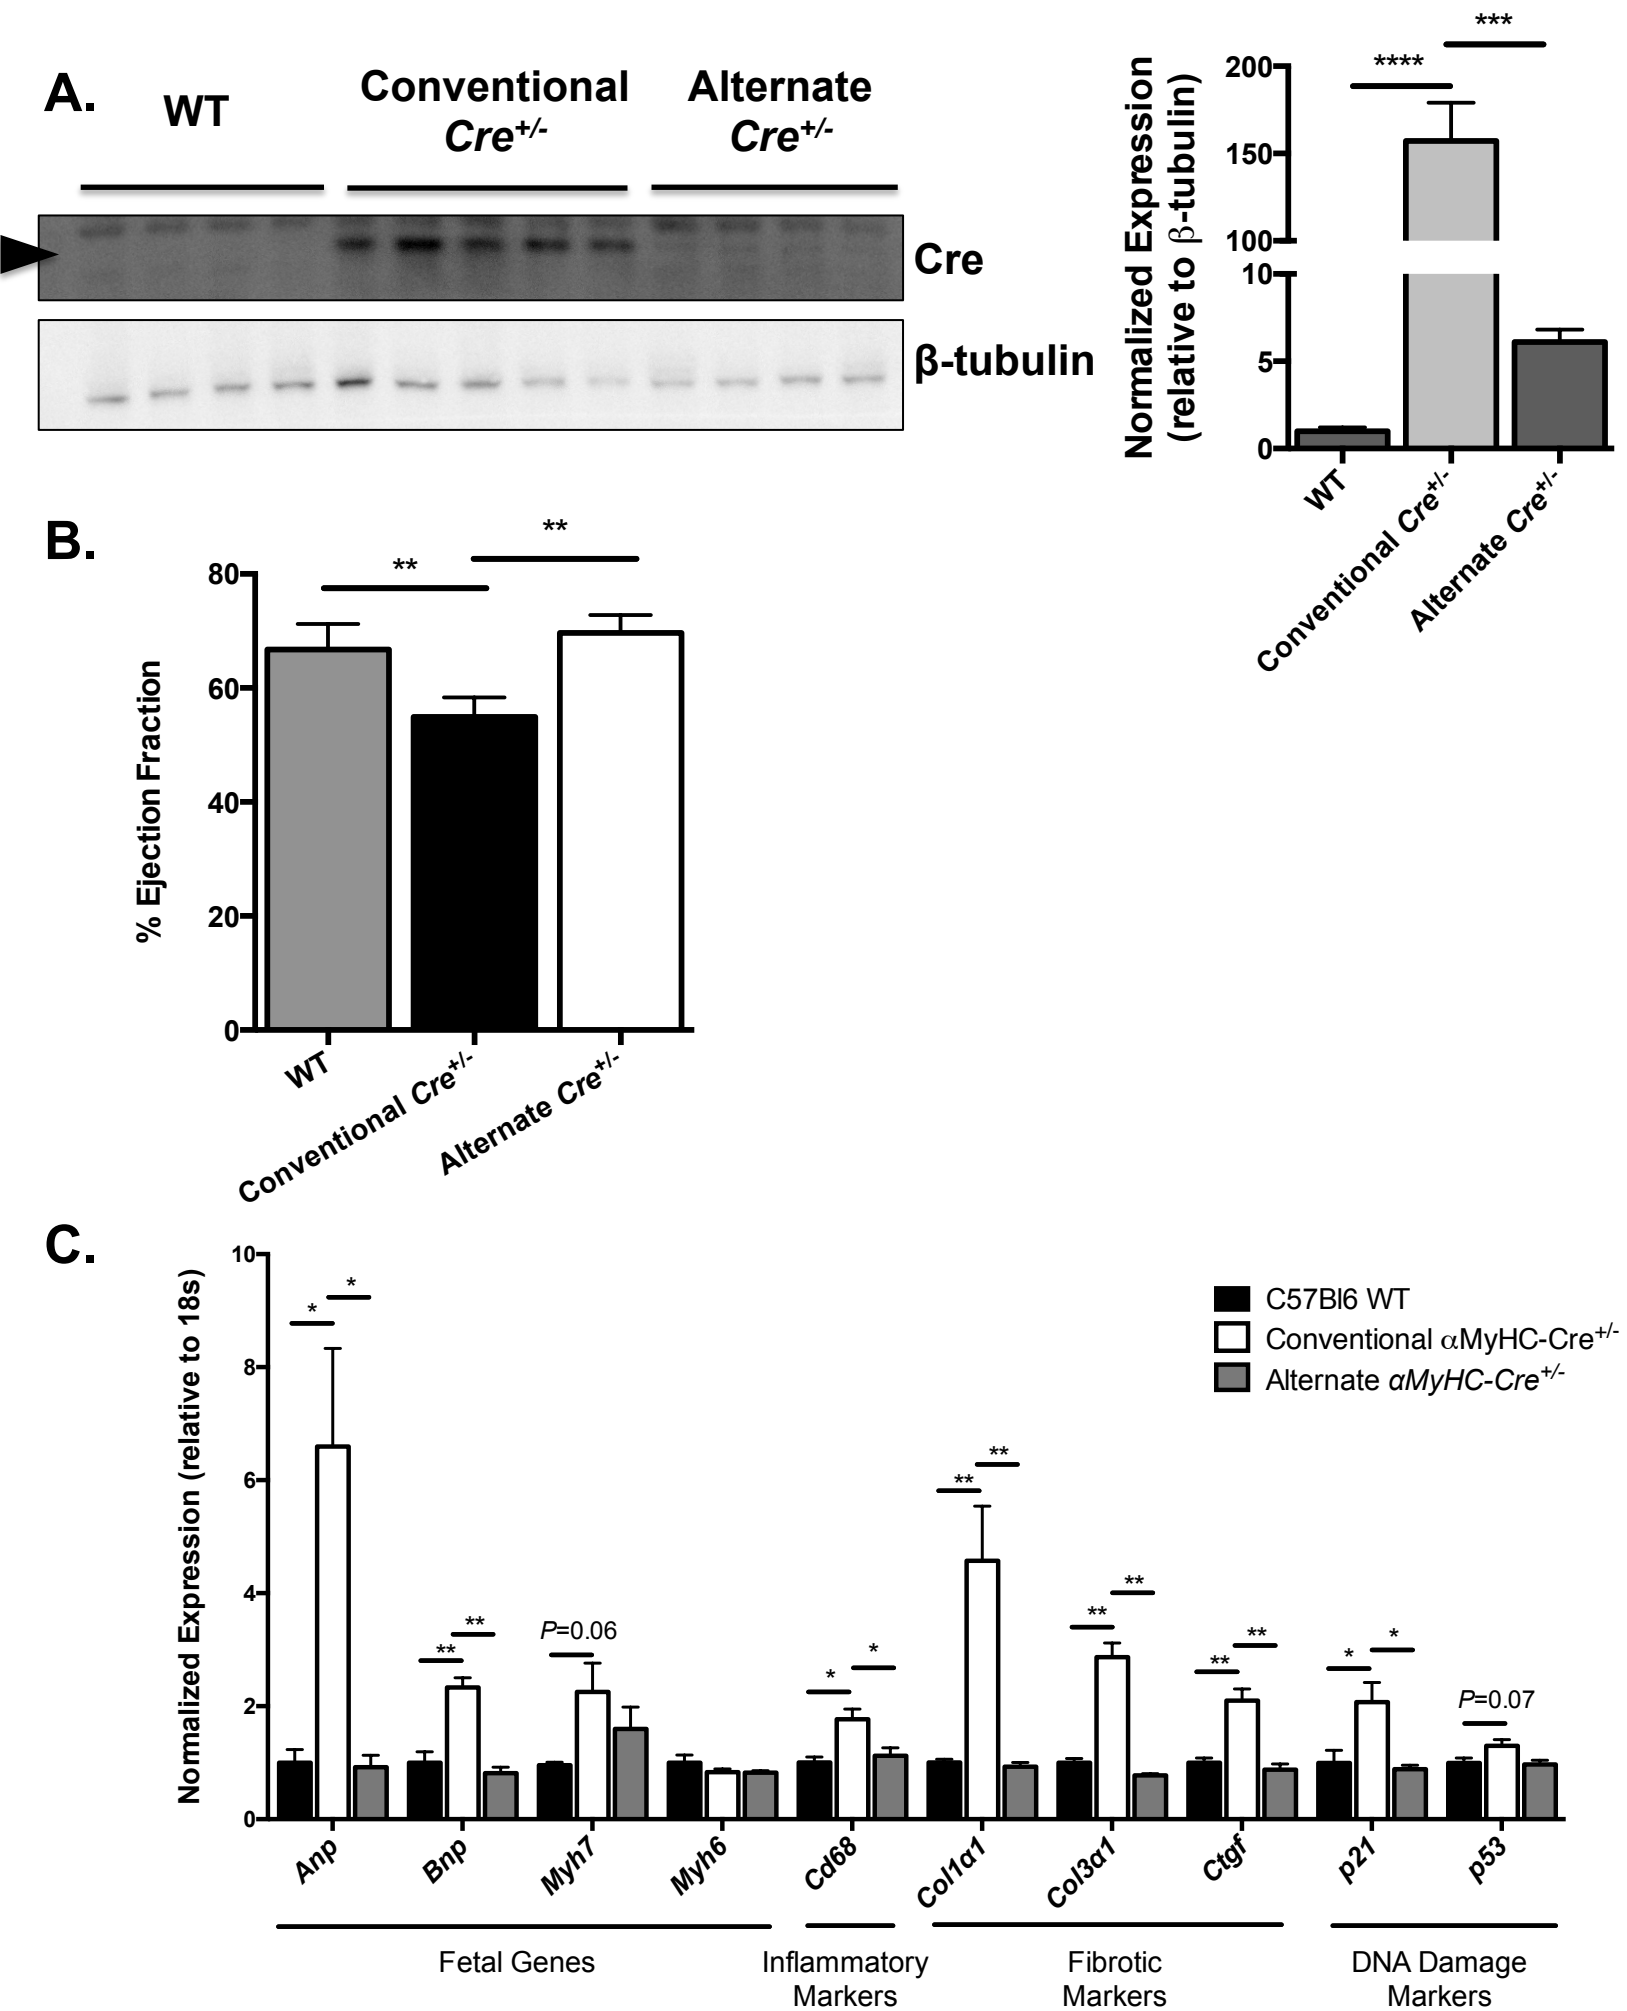 A.
WT
Conventional
Cre+/-
Alternate
Cre+/-
Cre
β-tubulin
Normalized Expression
(relative to β-tubulin)
200
150
100
10
5
0
****
***
WT
Conventional Cre+/-
Alternate Cre+/-
B.
% Ejection Fraction
80
60
40
20
0
**
**
WT
Conventional Cre+/-
Alternate Cre+/-
C.
Normalized Expression (relative to 18s)
10
8
6
4
2
0
C57Bl6 WT
Conventional αMyHC-Cre+/-
Alternate αMyHC-Cre+/-
*
*
**
**
P=0.06
*
*
**
**
**
**
**
**
*
*
P=0.07
Anp
Bnp
Myh7
Myh6
Cd68
Col1α1
Col3α1
Ctgf
p21
p53
Fetal Genes
Inflammatory
Markers
Fibrotic
Markers
DNA Damage
Markers